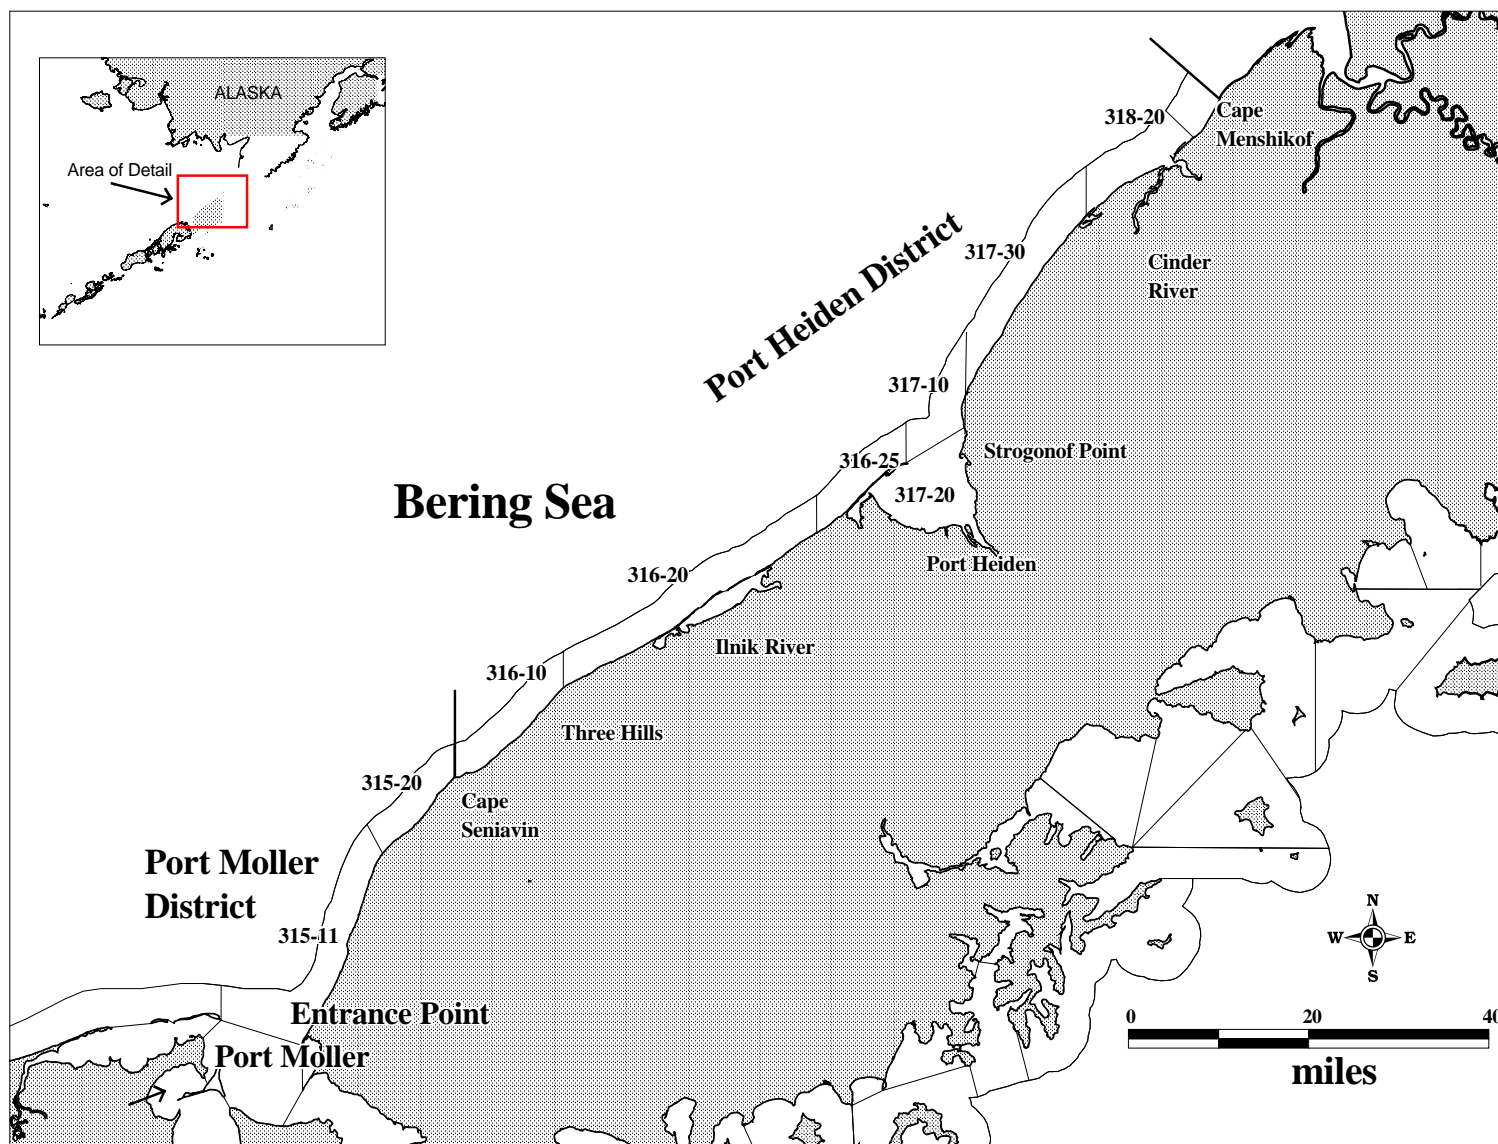 ALASKA
Area of Detail
318-20
Cape
Menshikof
Port Heiden District
317-30
Cinder
River
317-10
Strogonof Point
316-25
317-20
Bering Sea
Port Heiden
316-20
Ilnik River
316-10
Three Hills
315-20
Cape
Seniavin
Port Moller
District
315-11
N
W E
S
Entrance Point
0 20 40
Port Moller
miles